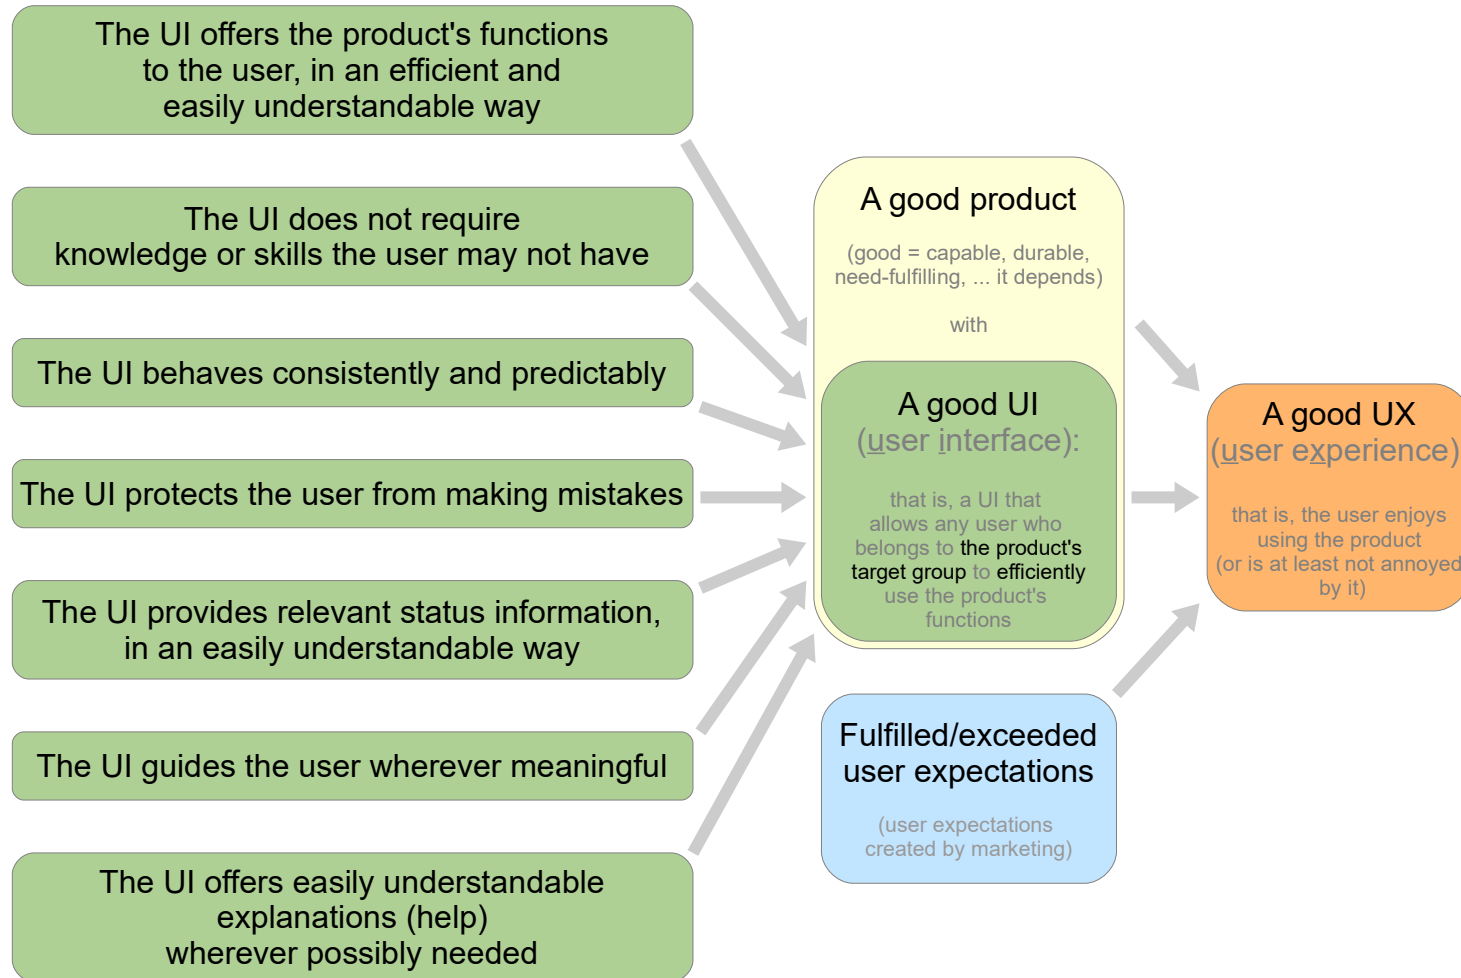 The UI offers the product's functions
to the user, in an efficient and
easily understandable way
The UI does not require
knowledge or skills the user may not have
The UI behaves consistently and predictably
The UI protects the user from making mistakes
The UI provides relevant status information,
in an easily understandable way
The UI guides the user wherever meaningful
The UI offers easily understandable
explanations (help)
wherever possibly needed
A good product
(good = capable, durable,
need-fulfilling, ... it depends)
with
A good UI
(user interface):
that is, a UI that
allows any user who
belongs to the product's
target group to efficiently
use the product's
functions
Fulfilled/exceeded
user expectations
(user expectations
created by marketing)
A good UX
(user experience)
that is, the user enjoys
using the product
(or is at least not annoyed
by it)